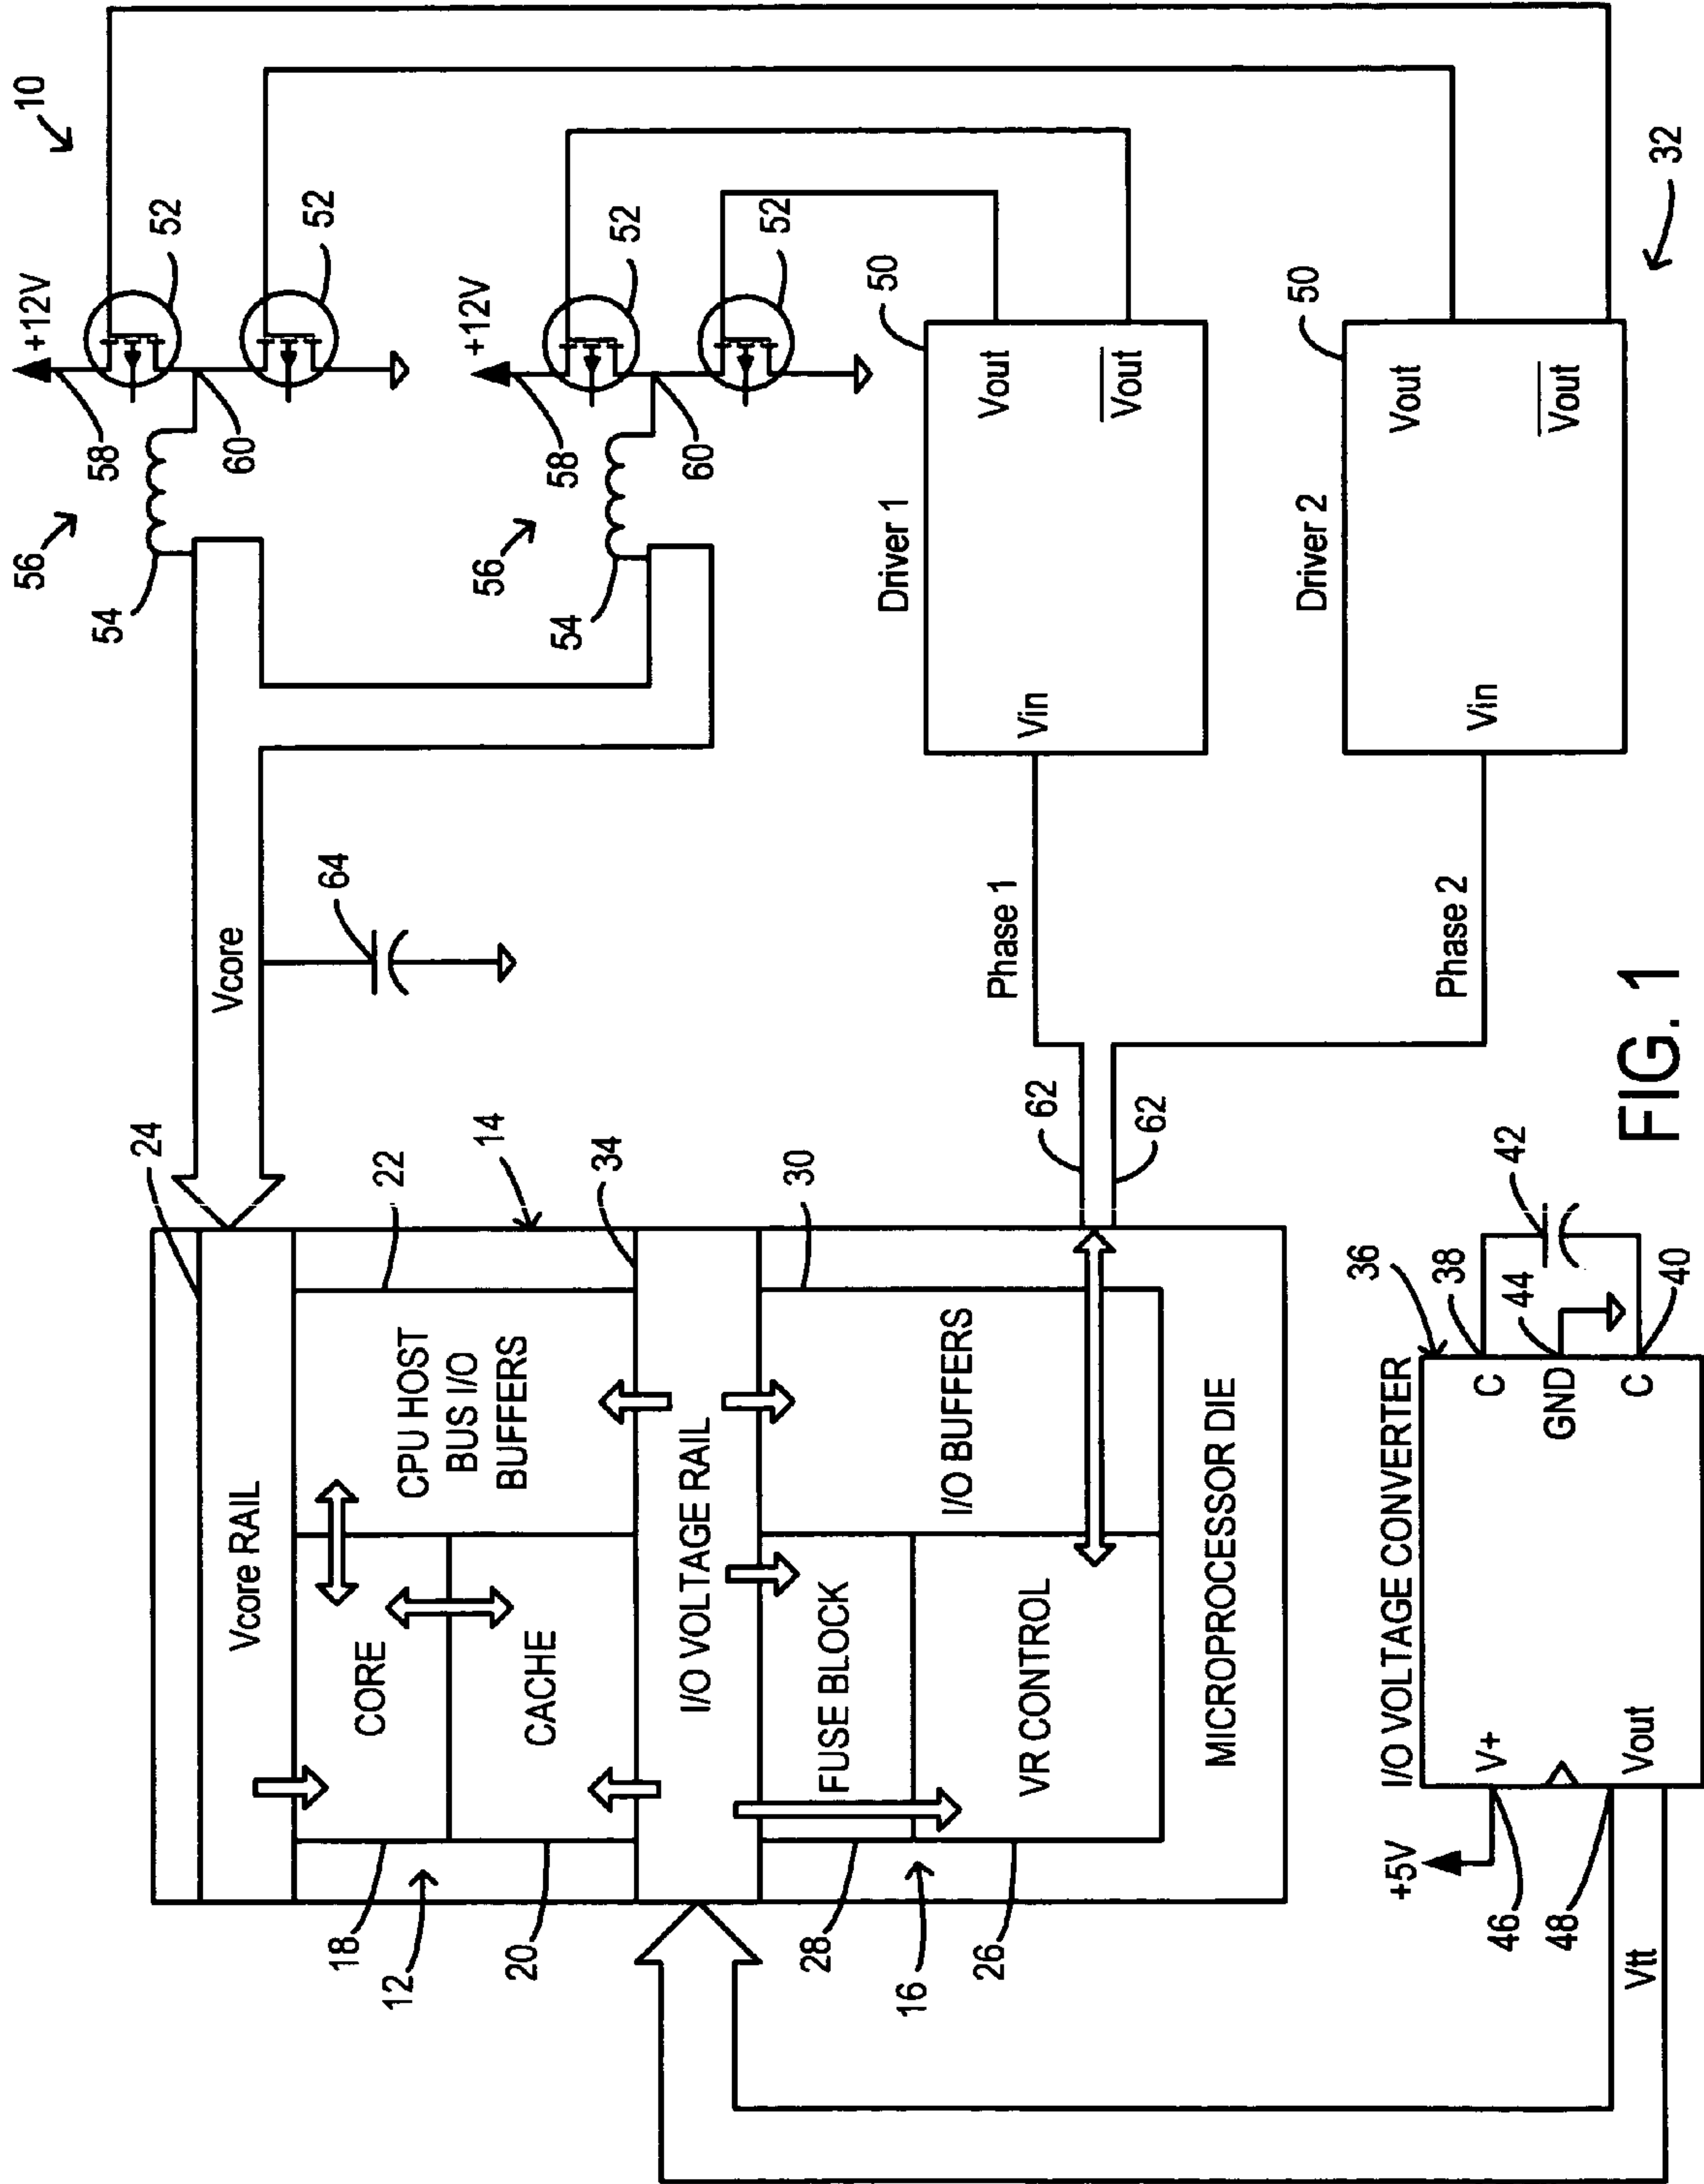 10
+12V
58
52
56
54
60
52
+12V
58
52
56
54
60
52
Vcore
64
24
Vcore RAIL
22
14
34
CPU HOST
BUS I/O
BUFFERS
CORE
CACHE
18
12
20
I/O VOLTAGE RAIL
30
I/O BUFFERS
FUSE BLOCK
VR CONTROL
28
16
26
MICROPROCESSOR DIE
62
62
Phase 1
Phase 2
Driver 1
50
Vin
Vout
Vout
Driver 2
50
Vin
Vout
Vout
32
I/O VOLTAGE CONVERTER
36
38
44
42
40
C
GND
C
V+
Vout
+5V
46
48
Vtt
FIG. 1